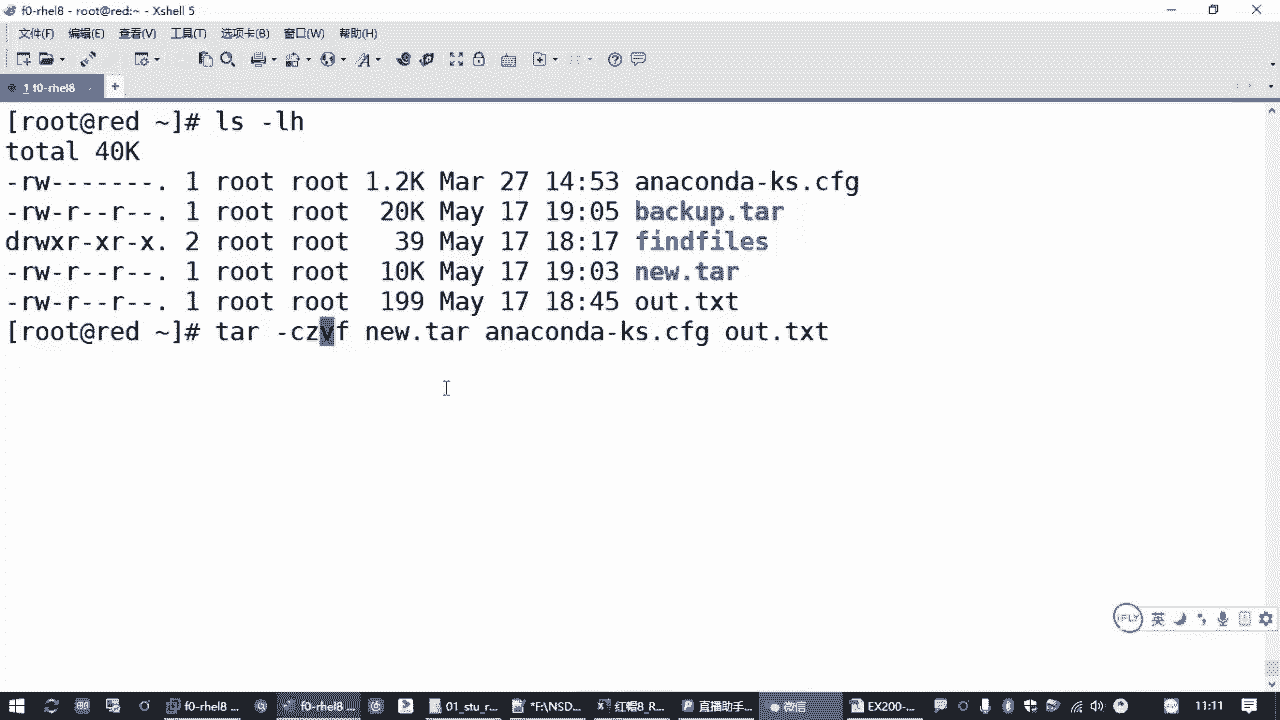 f0-rhel8 - root@red:~ - Xshell 5
文件(F) 编辑(E) 查看(V) 工具(T) 选项卡(B) 窗口(W) 帮助(H)
1 f0-rhel8
[root@red ~]# ls -lh
total 40K
-rw-------. 1 root root 1.2K Mar 27 14:53 anaconda-ks.cfg
-rw-r--r--. 1 root root  20K May 17 19:05 backup.tar
drwxr-xr-x. 2 root root   39 May 17 18:17 findfiles
-rw-r--r--. 1 root root  10K May 17 19:03 new.tar
-rw-r--r--. 1 root root  199 May 17 18:45 out.txt
[root@red ~]# tar -czvf new.tar anaconda-ks.cfg out.txt
iFLY 英
f0-rhel8 ... f0-rhel8 ... 01_stu_r... *F:\NSD... 红帽8_R... 直播助手... 微信 EX200-... 11:11